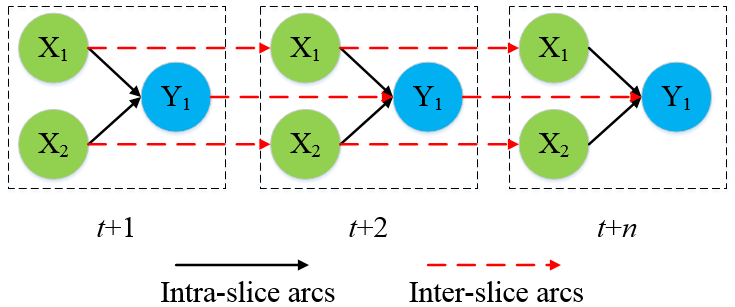 X₁ X₁ X₁
Y₁ Y₁ Y₁
X₂ X₂ X₂
t+1 t+2 t+n
Intra-slice arcs Inter-slice arcs